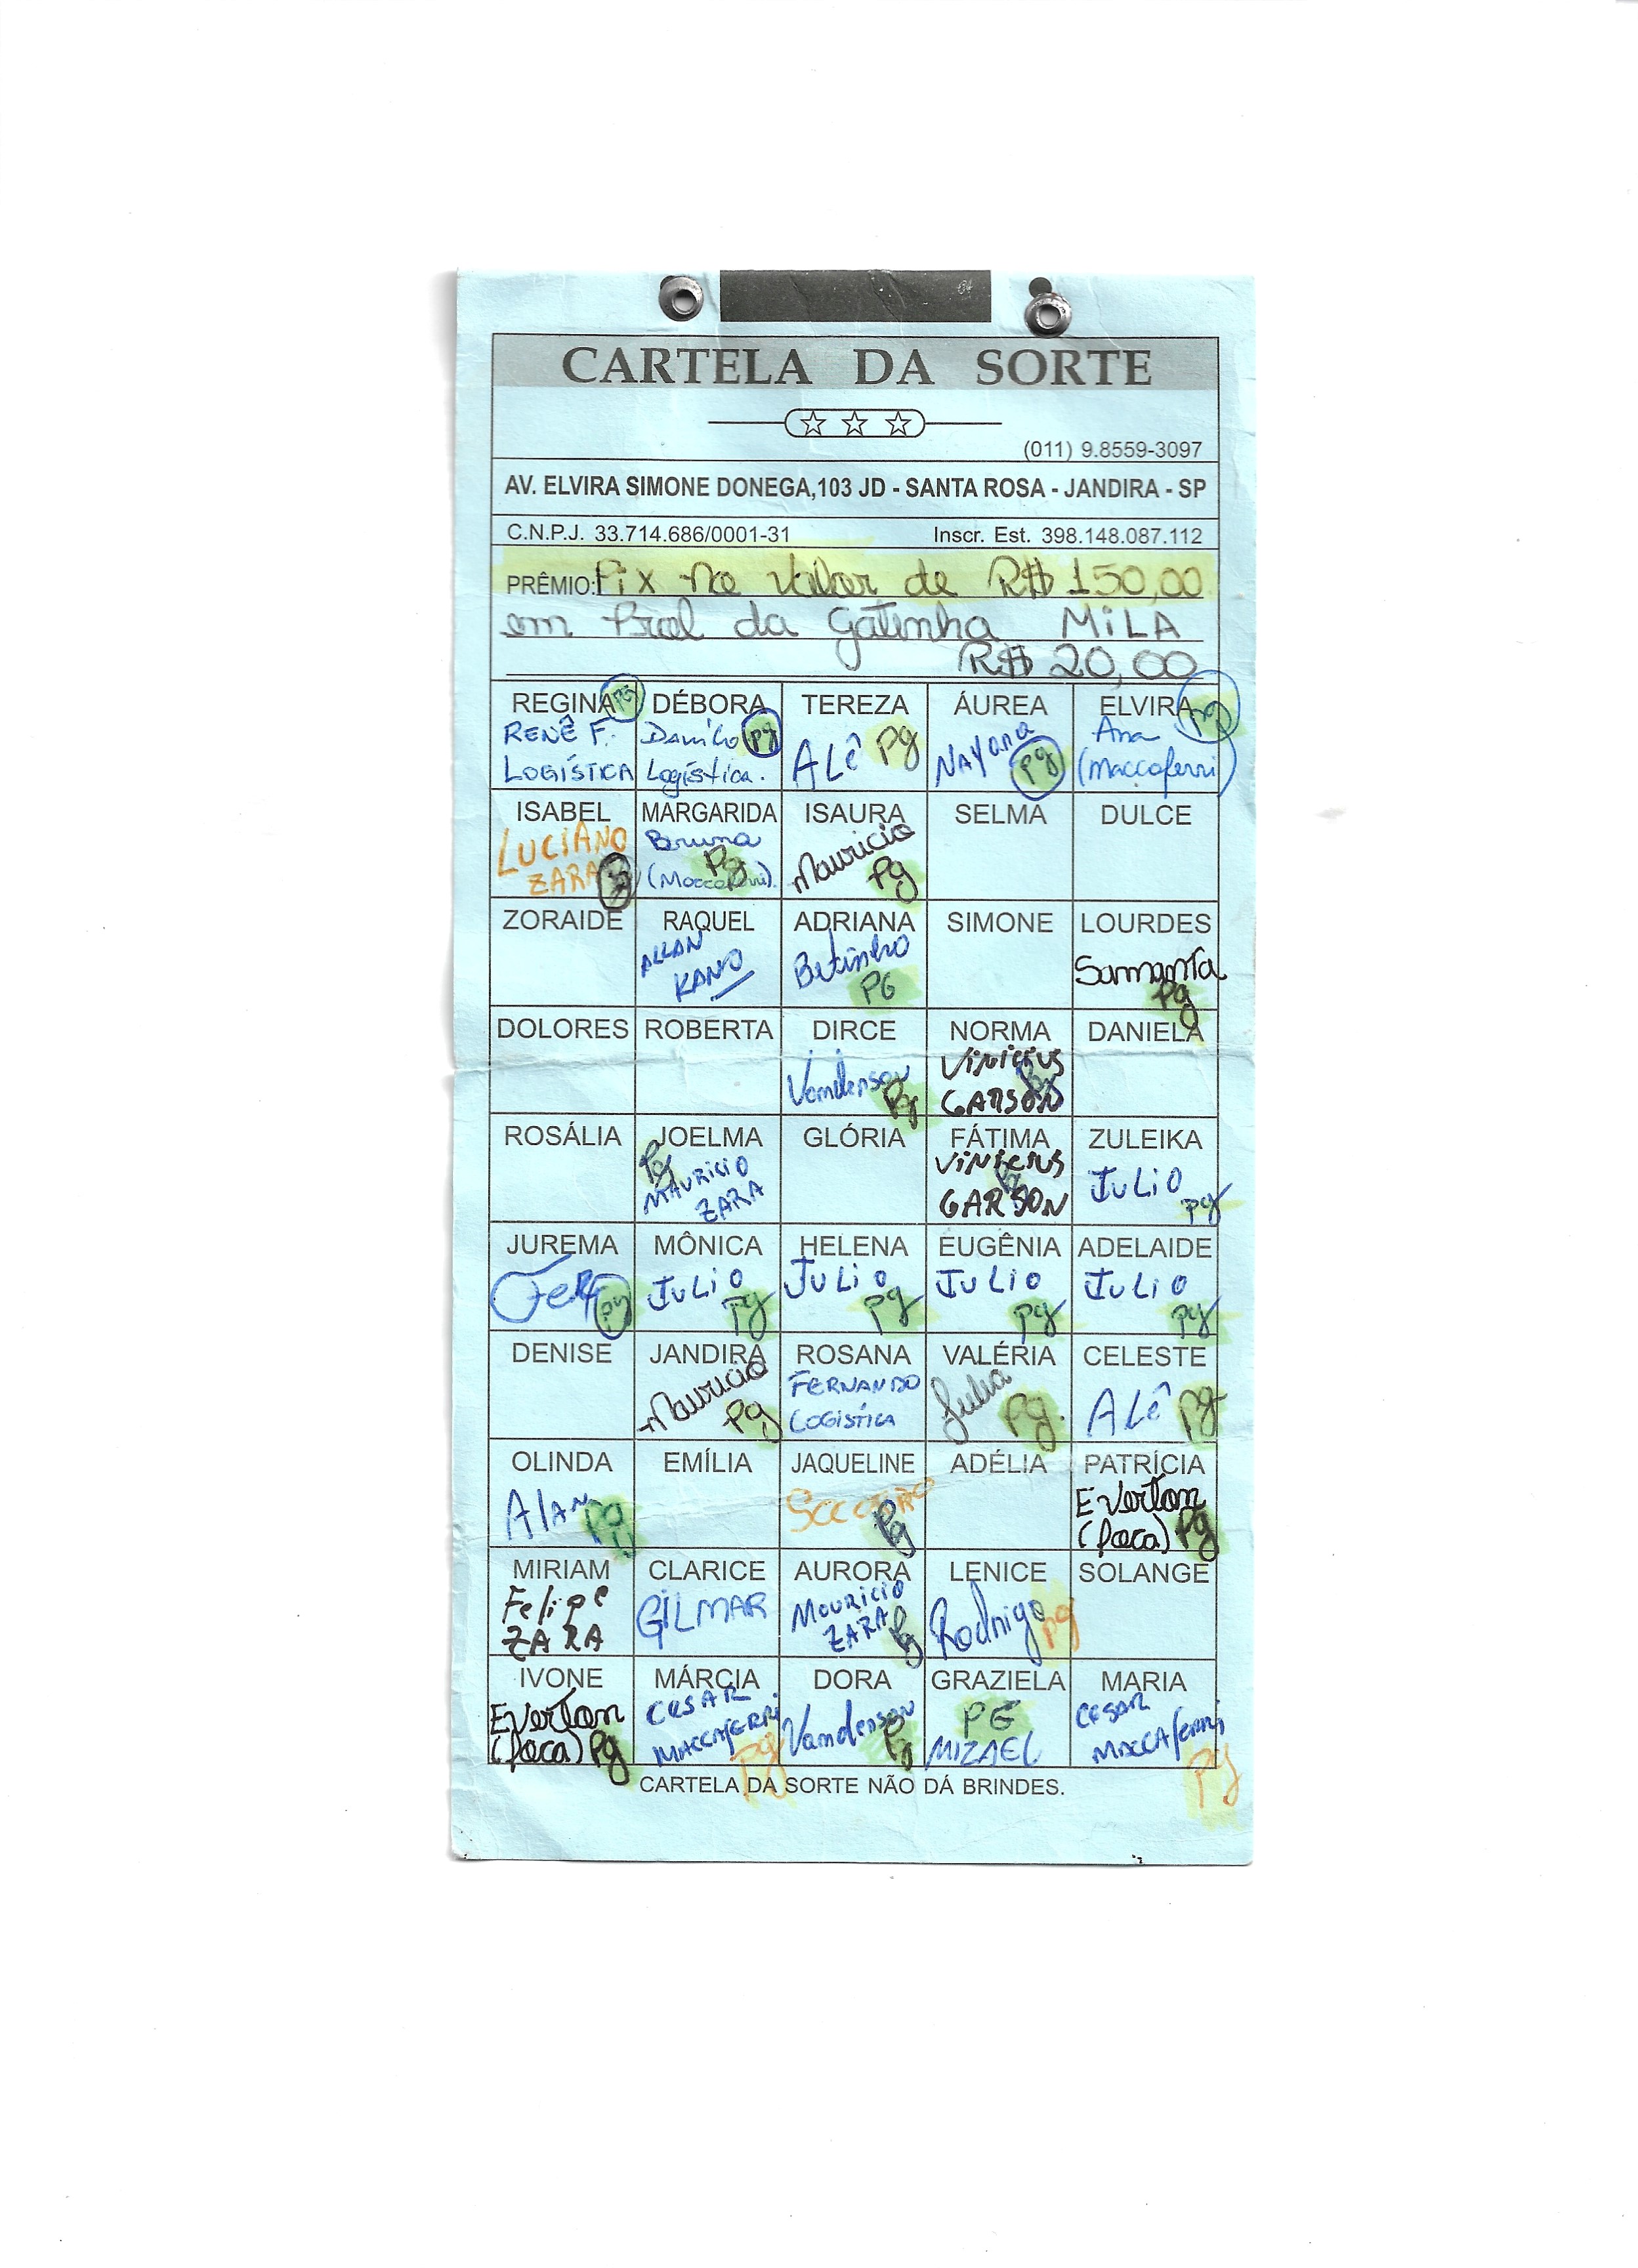 CARTELA DA SORTE
(011) 9.8559-3097
AV. ELVIRA SIMONE DONEGA,103 JD - SANTA ROSA - JANDIRA - SP
C.N.P.J. 33.714.686/0001-31 Inscr. Est. 398.148.087.112
PRÊMIO: Pix no Valor de R$ 150,00
em Prol da Gatinha MiLA
R$ 20,00
REGINA PG DÉBORA TEREZA ÁUREA ELVIRA pg
RENÊ F. Danilo pg ALÊ pg NAYARA Ana
LOGÍSTICA Logística. pg (Maccaferri)
ISABEL MARGARIDA ISAURA SELMA DULCE
LUCIANO Bruna Mauricio
ZARA pg (Maccaferri) pg pg
ZORAIDE RAQUEL ADRIANA SIMONE LOURDES
ALLAN Betinho Samanta
KANO PG pg
DOLORES ROBERTA DIRCE NORMA DANIELA
Vandenson Vinicius
pg GARSON pg
ROSÁLIA JOELMA GLÓRIA FÁTIMA ZULEIKA
pg MAURICIO ViNicius JULiO
ZARA GARSON pg pg
JUREMA MÔNICA HELENA EUGÊNIA ADELAIDE
JULiO JULiO JULiO JULiO
pg pg pg pg pg
DENISE JANDIRA ROSANA VALÉRIA CELESTE
Mauricio FERNANDO Julia ALÊ pg
pg LOGÍSTICA pg.
OLINDA EMÍLIA JAQUELINE ADÉLIA PATRÍCIA
Alan Everton
pg pg (Paca) pg
MIRIAM CLARICE AURORA LENICE SOLANGE
Felipe GILMAR MAURICIO Rodrigo pg
ZARA ZARA pg
IVONE MÁRCIA DORA GRAZIELA MARIA
Everton CESAR Vandenson PG CESAR
(Paca) pg MACCAFERRI pg pg MIZAEL MACCAferri pg
CARTELA DA SORTE NÃO DÁ BRINDES.